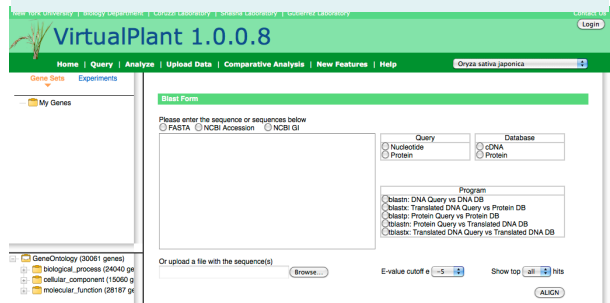 New York University | Biology Department | Coruzzi Laboratory | Shasha Laboratory | Gutierrez Laboratory Contact Us
Login
VirtualPlant 1.0.0.8
Home | Query | Analyze | Upload Data | Comparative Analysis | New Features | Help Oryza sativa japonica
Gene Sets Experiments
My Genes
Blast Form
Please enter the sequence or sequences below
FASTA NCBI Accession NCBI GI
Query Database
Nucleotide cDNA
Protein Protein
Program
blastn: DNA Query vs DNA DB
blastx: Translated DNA Query vs Protein DB
blastp: Protein Query vs Protein DB
tblastn: Protein Query vs Translated DNA DB
tblastx: Translated DNA Query vs Translated DNA DB
GeneOntology (30061 genes)
biological_process (24040 ge
cellular_component (15060 g
molecular_function (28187 ge
Or upload a file with the sequence(s)
Browse... E-value cutoff e -5 Show top all hits
ALIGN